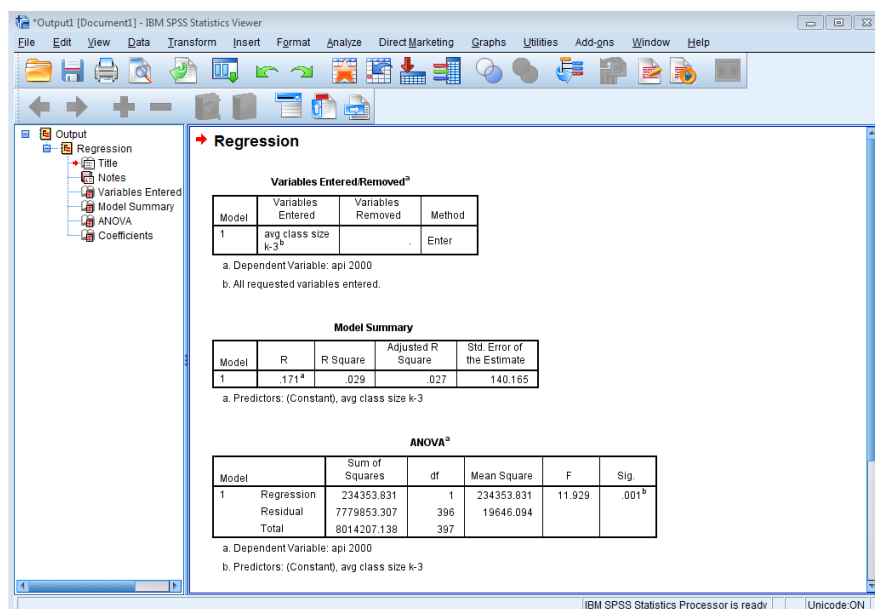 *Output1 [Document1] - IBM SPSS Statistics Viewer
File Edit View Data Transform Insert Format Analyze Direct Marketing Graphs Utilities Add-ons Window Help
Output
Regression
Title
Notes
Variables Entered
Model Summary
ANOVA
Coefficients
Regression
Variables Entered/Removed^a
Model Variables Entered Variables Removed Method
1 avg class size k-3^b . Enter
a. Dependent Variable: api 2000
b. All requested variables entered.
Model Summary
Model R R Square Adjusted R Square Std. Error of the Estimate
1 .171^a .029 .027 140.165
a. Predictors: (Constant), avg class size k-3
ANOVA^a
Model Sum of Squares df Mean Square F Sig.
1 Regression 234353.831 1 234353.831 11.929 .001^b
Residual 7779853.307 396 19646.094
Total 8014207.138 397
a. Dependent Variable: api 2000
b. Predictors: (Constant), avg class size k-3
IBM SPSS Statistics Processor is ready Unicode:ON